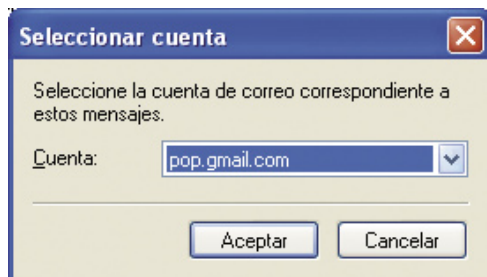 Seleccionar cuenta
Seleccione la cuenta de correo correspondiente a
estos mensajes.
Cuenta: pop.gmail.com
Aceptar Cancelar